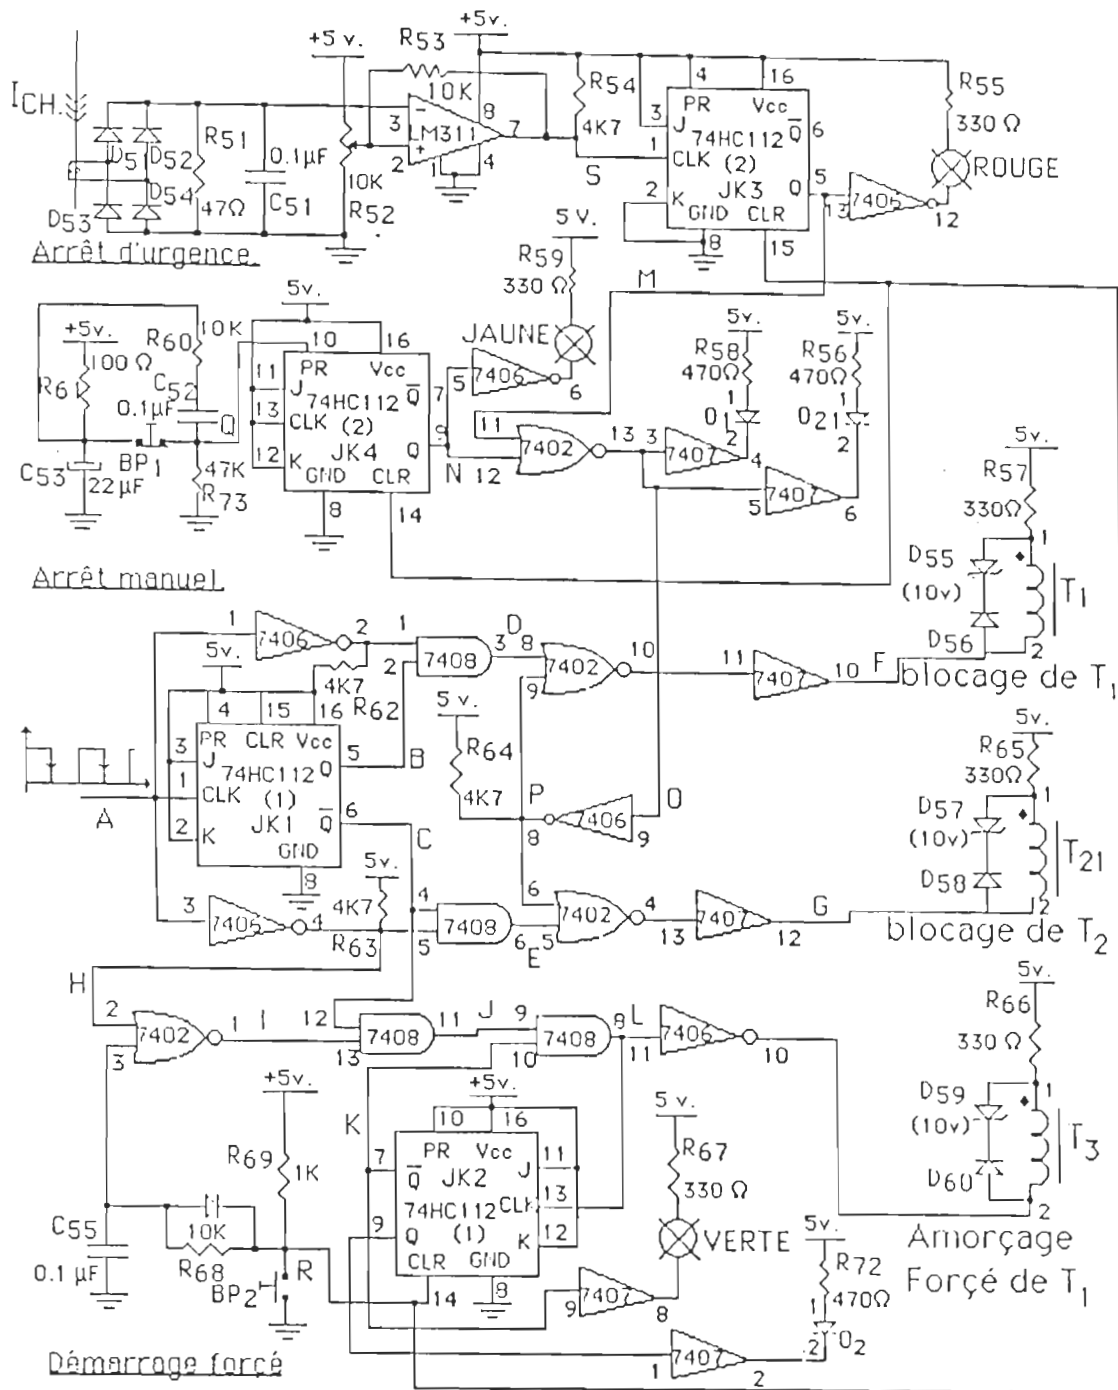 +5v.
+5v.
R53
10K
ICH.
D51
D52
D53
D54
R51
47Ω
0.1µF
C51
10K
R52
3
2
LM311
8
7
1
4
R54
4K7
S
4
16
PR
Vcc
3
J
74HC112
Q̅
6
1
CLK
(2)
2
K
JK3
Q
5
GND
CLR
8
15
7406
13
12
R55
330 Ω
ROUGE
Arrêt d'urgence
5 V.
R59
330 Ω
M
JAUNE
5v.
+5v.
100 Ω
R61
10K
R60
C52
0.1µF
Q
BP1
C53
22 µF
47K
R73
10
16
PR
Vcc
11
J
74HC112
Q̅
7
13
CLK
(2)
JK4
12
K
Q
9
GND
CLR
8
14
7406
5
6
N
11
12
7402
13
3
7407
4
5v.
R58
470Ω
1
O1
2
5v.
R56
470Ω
1
O21
2
5
7407
6
Arrêt manuel
5v.
R57
330Ω
D55
(10v)
D56
1
T1
2
1
7406
2
1
2
7408
3
D
8
9
7402
10
11
7407
10
F
blocage de T1
5v.
4K7
R62
4
15
16
PR
CLR
Vcc
3
J
74HC112
Q
5
B
1
CLK
(1)
2
K
JK1
Q̅
6
C
GND
8
A
5 v.
R64
4K7
P
8
7406
9
O
5v.
R65
330Ω
D57
(10v)
D58
1
T21
2
3
7406
4
5v.
4K7
R63
4
5
7408
6
E
6
5
7402
4
13
7407
12
G
blocage de T2
H
2
3
7402
1
I
12
13
7408
11
J
9
10
7408
8
L
11
7406
10
5v.
R66
330 Ω
D59
(10v)
D60
1
T3
2
+5v.
R69
1K
K
+5v.
10
16
PR
Vcc
7
Q̅
JK2
J
11
74HC112
CLK
13
9
Q
(1)
K
12
CLR
GND
14
8
5 v.
R67
330 Ω
VERTE
C55
0.1 µF
10K
R68
BP2
R
9
7407
8
1
7407
2
5v.
R72
470Ω
1
O2
2
Amorçage
Forçé de T1
Démarrage forcé